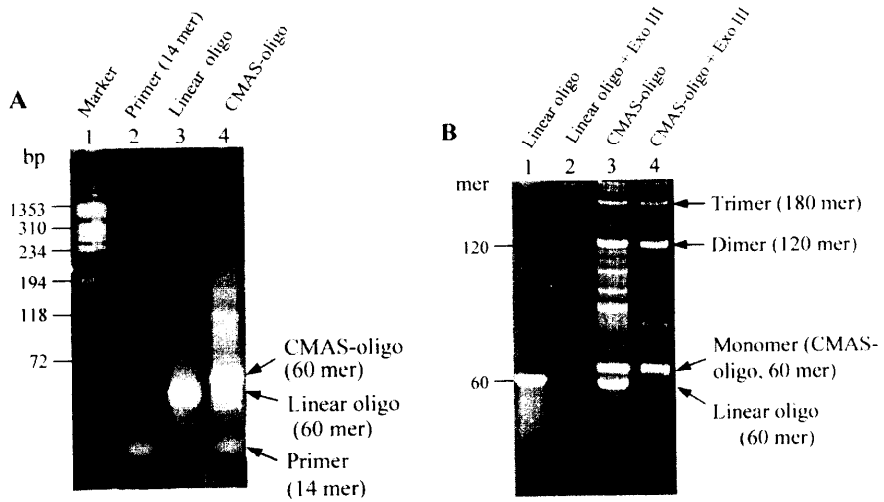 A
Marker
Primer (14 mer)
Linear oligo
CMAS-oligo
1 2 3 4
bp
1353
310
234
194
118
72
CMAS-oligo
(60 mer)
Linear oligo
(60 mer)
Primer
(14 mer)
B
Linear oligo
Linear oligo + Exo III
CMAS-oligo
CMAS-oligo + Exo III
1 2 3 4
mer
120
60
Trimer (180 mer)
Dimer (120 mer)
Monomer (CMAS-
oligo, 60 mer)
Linear oligo
(60 mer)